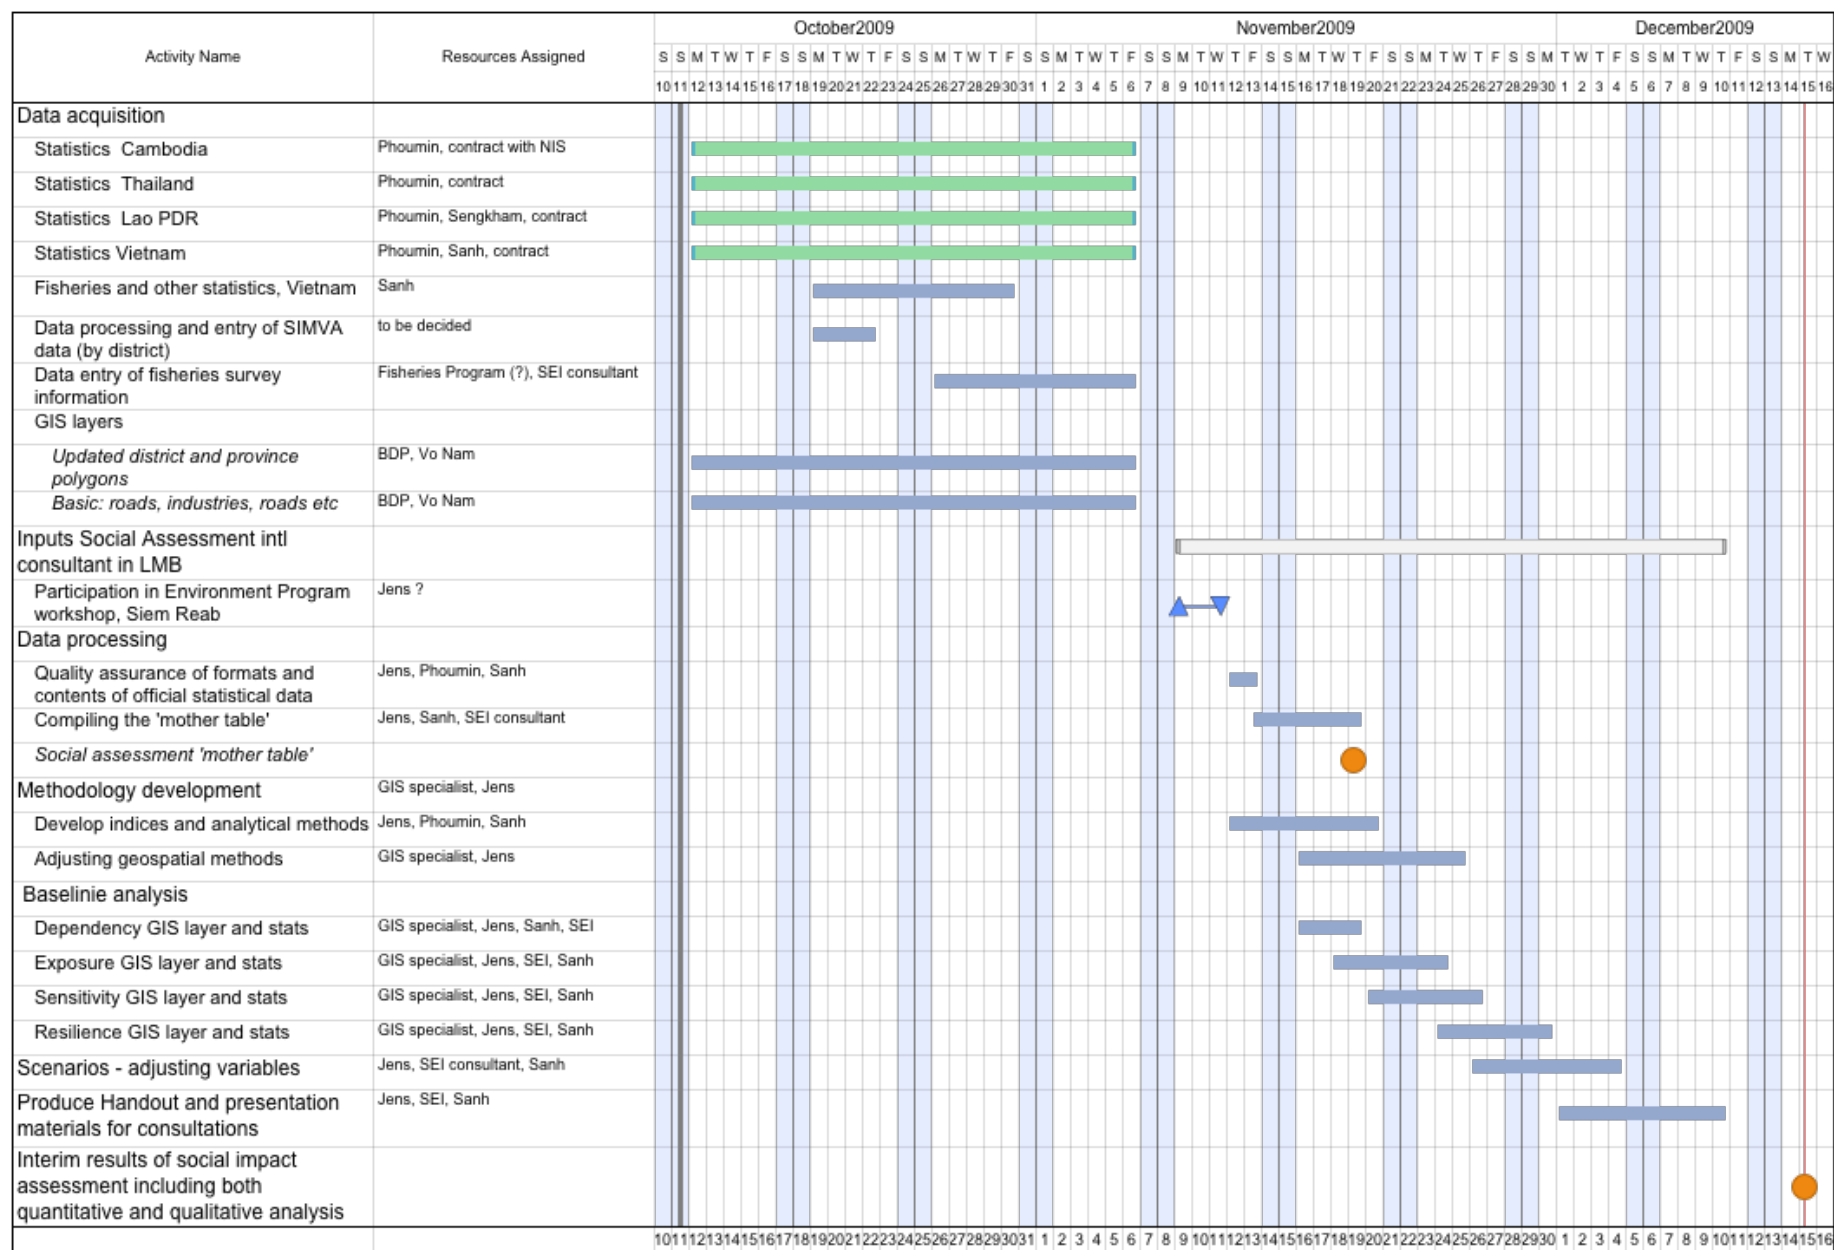 October2009 November2009 December2009
Activity Name Resources Assigned
S S M T W T F S S M T W T F S S M T W T F S S M T W T F S S M T W T F S S M T W T F S S M T W T F S S M T W T F S S M T W T F S S M T W
10 11 12 13 14 15 16 17 18 19 20 21 22 23 24 25 26 27 28 29 30 31 1 2 3 4 5 6 7 8 9 10 11 12 13 14 15 16 17 18 19 20 21 22 23 24 25 26 27 28 29 30 1 2 3 4 5 6 7 8 9 10 11 12 13 14 15 16
Data acquisition
Statistics Cambodia Phoumin, contract with NIS
Statistics Thailand Phoumin, contract
Statistics Lao PDR Phoumin, Sengkham, contract
Statistics Vietnam Phoumin, Sanh, contract
Fisheries and other statistics, Vietnam Sanh
Data processing and entry of SIMVA to be decided
data (by district)
Data entry of fisheries survey Fisheries Program (?), SEI consultant
information
GIS layers
Updated district and province BDP, Vo Nam
polygons
Basic: roads, industries, roads etc BDP, Vo Nam
Inputs Social Assessment intl
consultant in LMB
Participation in Environment Program Jens ?
workshop, Siem Reab
Data processing
Quality assurance of formats and Jens, Phoumin, Sanh
contents of official statistical data
Compiling the 'mother table' Jens, Sanh, SEI consultant
Social assessment 'mother table'
Methodology development GIS specialist, Jens
Develop indices and analytical methods Jens, Phoumin, Sanh
Adjusting geospatial methods GIS specialist, Jens
Baselinie analysis
Dependency GIS layer and stats GIS specialist, Jens, Sanh, SEI
Exposure GIS layer and stats GIS specialist, Jens, SEI, Sanh
Sensitivity GIS layer and stats GIS specialist, Jens, SEI, Sanh
Resilience GIS layer and stats GIS specialist, Jens, SEI, Sanh
Scenarios - adjusting variables Jens, SEI consultant, Sanh
Produce Handout and presentation Jens, SEI, Sanh
materials for consultations
Interim results of social impact
assessment including both
quantitative and qualitative analysis
10 11 12 13 14 15 16 17 18 19 20 21 22 23 24 25 26 27 28 29 30 31 1 2 3 4 5 6 7 8 9 10 11 12 13 14 15 16 17 18 19 20 21 22 23 24 25 26 27 28 29 30 1 2 3 4 5 6 7 8 9 10 11 12 13 14 15 16